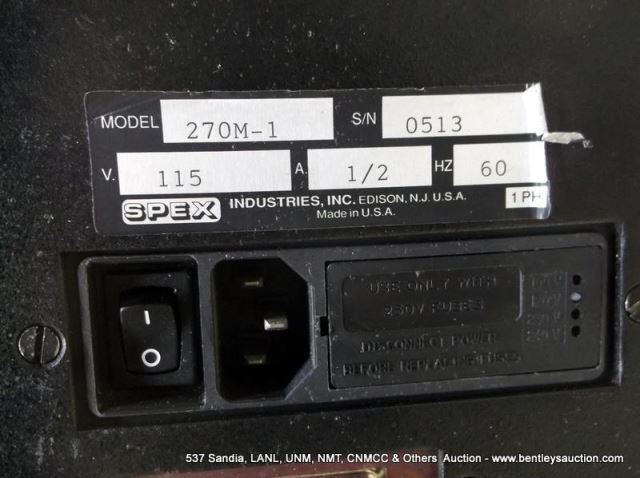 MODEL 270M-1 S/N 0513
V. 115 A. 1/2 HZ 60
SPEX INDUSTRIES, INC. EDISON, N.J. U.S.A. 1 PH
Made in U.S.A.
USE ONLY WITH
250V FUSES
DISCONNECT POWER
BEFORE REPLACING FUSES
537 Sandia, LANL, UNM, NMT, CNMCC & Others Auction - www.bentleysauction.com